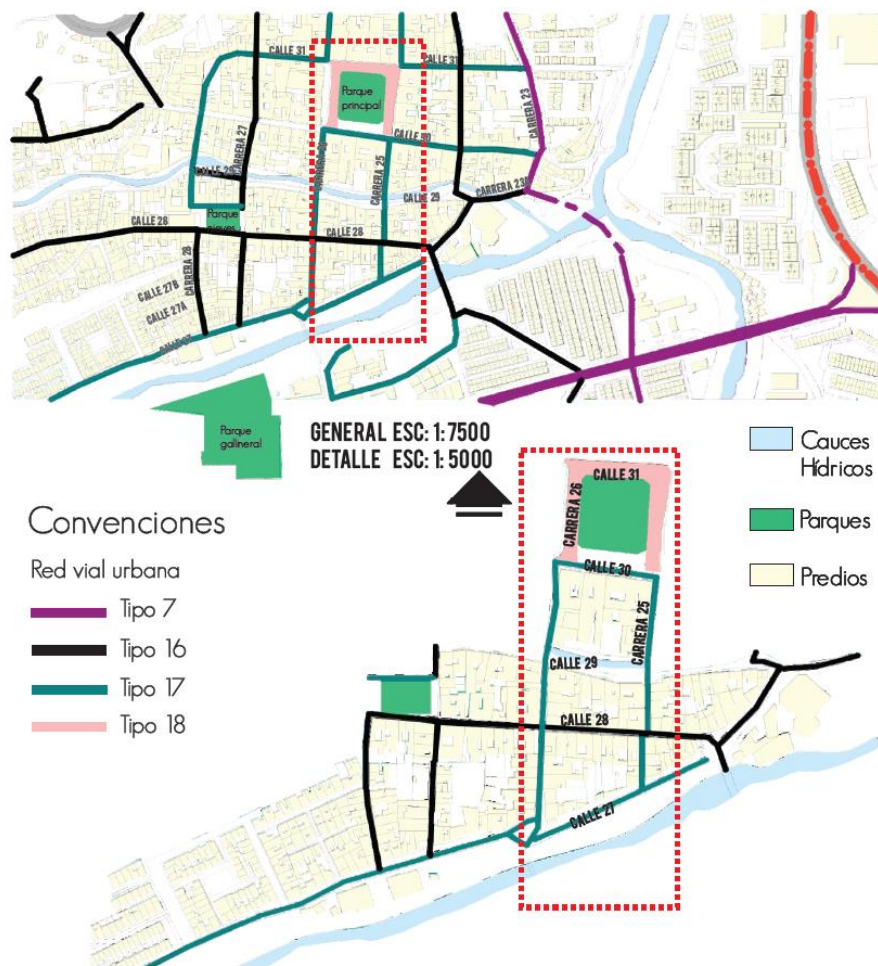 CALLE 31
CALLE 31
Parque
principal
CARRERA 23
CARRERA 27
CALLE 30
CARRERA 25
CARRERA 23A
CALLE 29
Parque
CALLE 28
CALLE 28
CARRERA 28
CALLE 27B
CALLE 27A
Parque
gallineral
GENERAL ESC: 1:7500
DETALLE ESC: 1: 5000
Cauces
Hídricos
Parques
Predios
Convenciones
Red vial urbana
Tipo 7
Tipo 16
Tipo 17
Tipo 18
CALLE 31
CARRERA 26
CALLE 30
CARRERA 25
CALLE 29
CALLE 28
CALLE 27